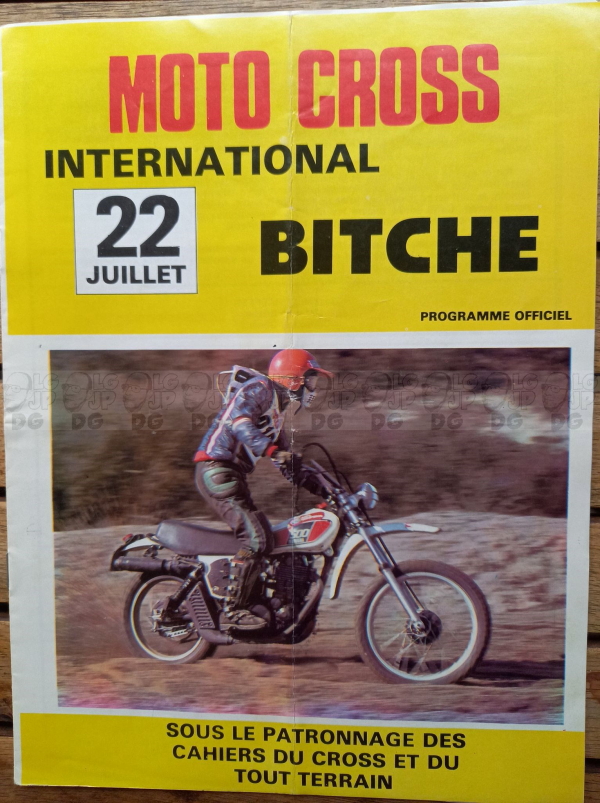 MOTO CROSS
INTERNATIONAL
22
JUILLET
BITCHE
PROGRAMME OFFICIEL
500
SOUS LE PATRONNAGE DES
CAHIERS DU CROSS ET DU
TOUT TERRAIN